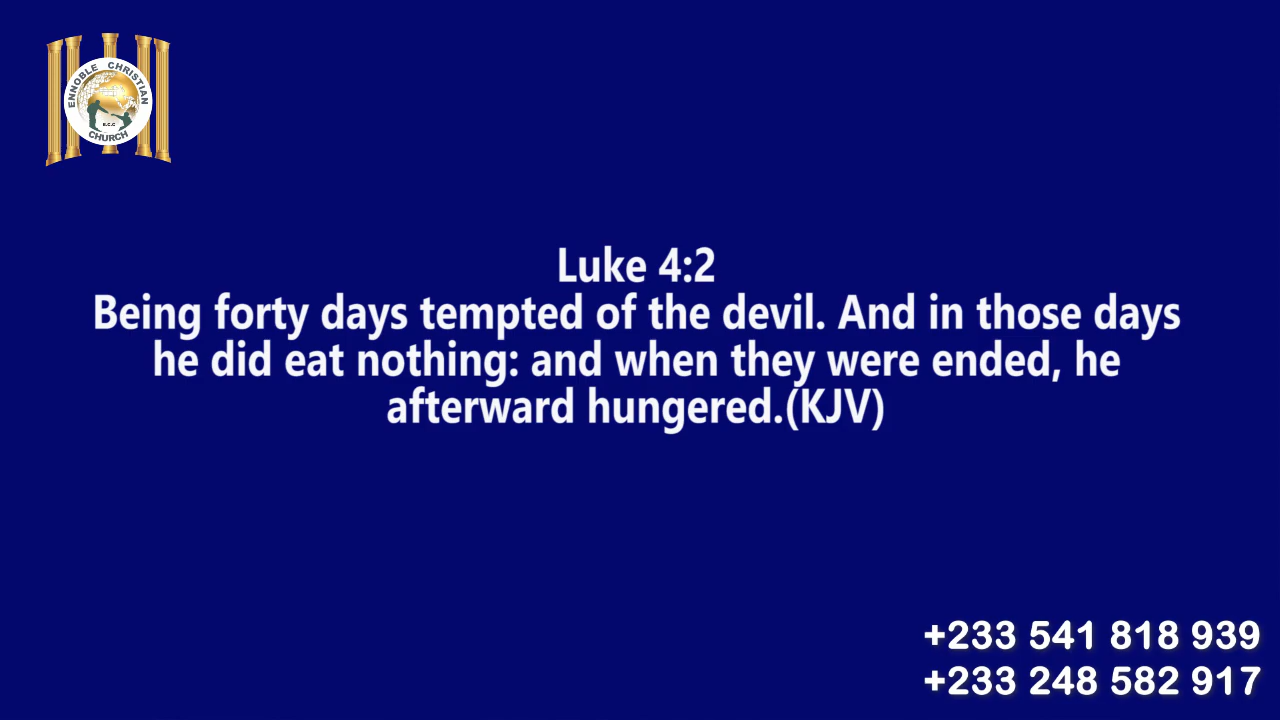 ENNOBLE CHRISTIAN
E.C.C
CHURCH
Luke 4:2
Being forty days tempted of the devil. And in those days
he did eat nothing: and when they were ended, he
afterward hungered.(KJV)
+233 541 818 939
+233 248 582 917